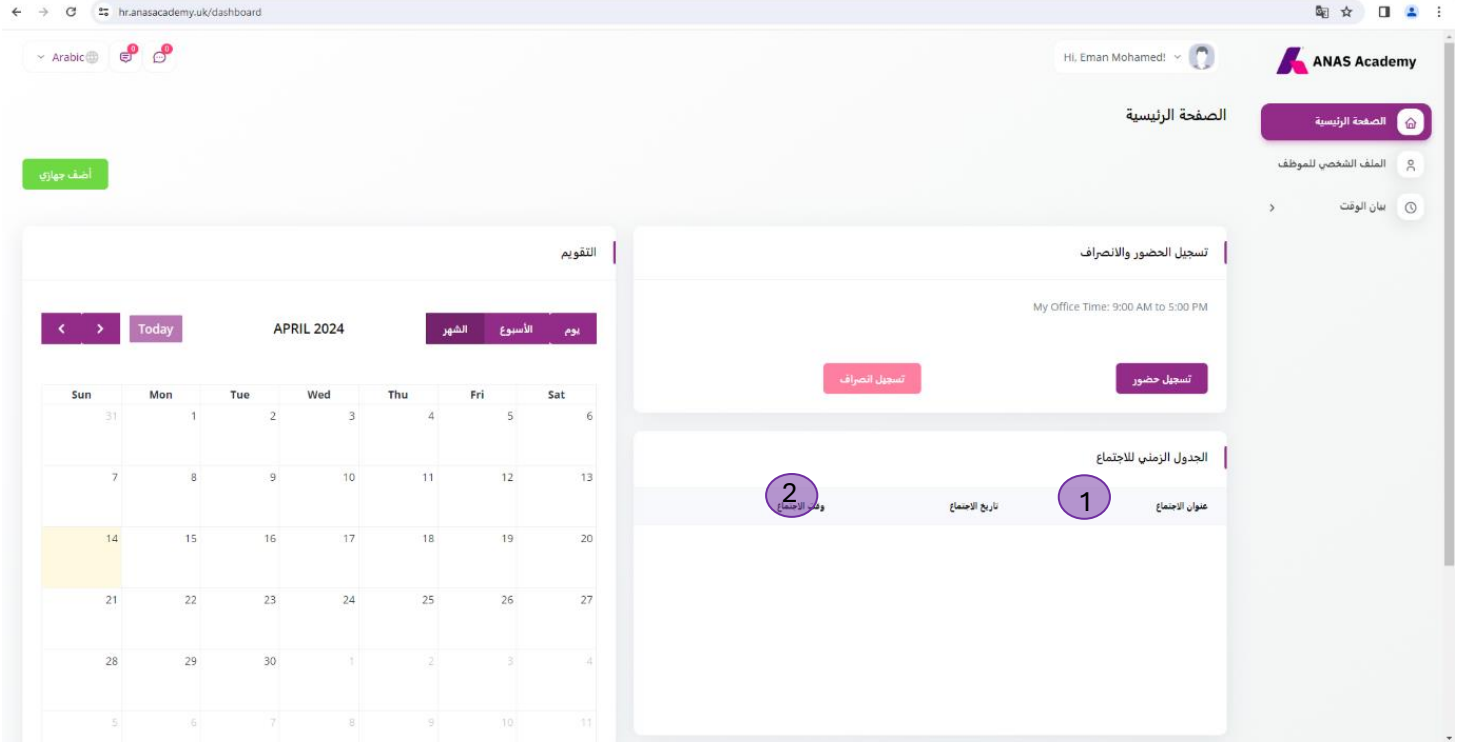 hr.anasacademy.uk/dashboard
ANAS Academy
Hi, Eman Mohamed!
0
0
Arabic
الصفحة الرئيسية
الملف الشخصي للموظف
بيان الوقت
الصفحة الرئيسية
أضف جهازي
تسجيل الحضور والانصراف
My Office Time: 9:00 AM to 5:00 PM
تسجيل حضور
تسجيل انصراف
الجدول الزمني للاجتماع
عنوان الاجتماع
1
تاريخ الاجتماع
2
وقت الاجتماع
التقويم
يوم الأسبوع الشهر
APRIL 2024
Today
Sun Mon Tue Wed Thu Fri Sat
31 1 2 3 4 5 6
7 8 9 10 11 12 13
14 15 16 17 18 19 20
21 22 23 24 25 26 27
28 29 30 1 2 3 4
5 6 7 8 9 10 11